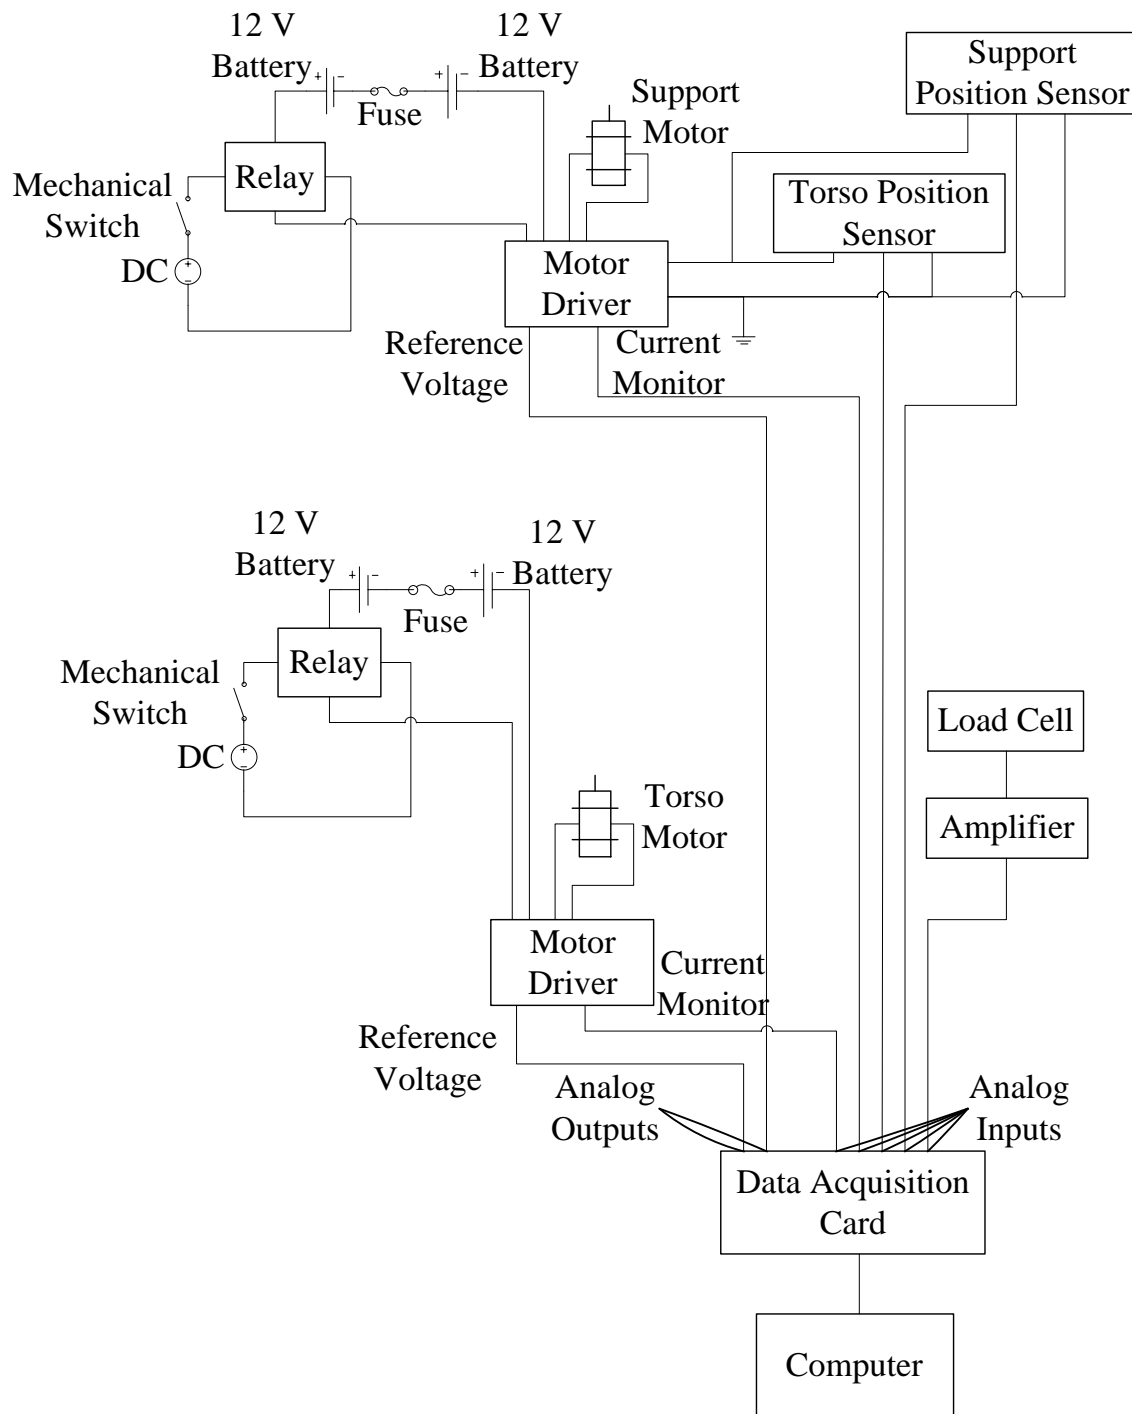 12 V
Battery
12 V
Battery
Fuse
Support
Motor
Support
Position Sensor
Relay
Mechanical
Switch
DC
Torso Position
Sensor
Motor
Driver
Reference
Voltage
Current
Monitor
12 V
Battery
12 V
Battery
Fuse
Relay
Mechanical
Switch
DC
Load Cell
Torso
Motor
Amplifier
Motor
Driver
Current
Monitor
Reference
Voltage
Analog
Outputs
Analog
Inputs
Data Acquisition
Card
Computer